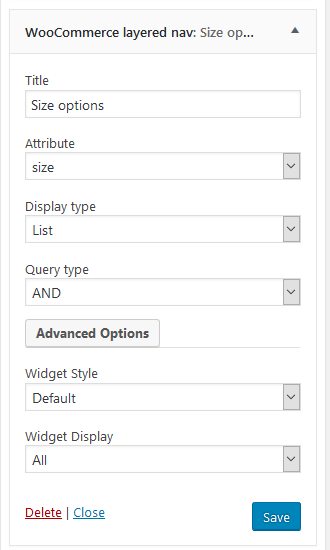 WooCommerce layered nav: Size op...
Title
Size options
Attribute
size
Display type
List
Query type
AND
Advanced Options
Widget Style
Default
Widget Display
All
Delete | Close
Save